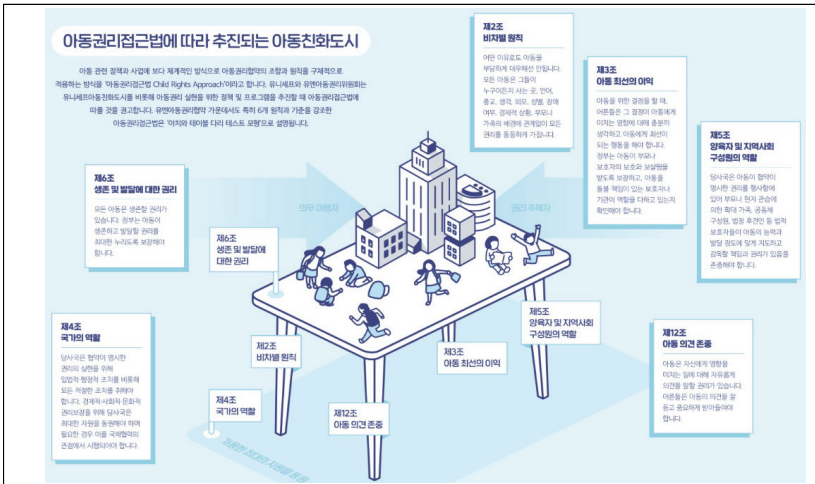 아동권리접근법에 따라 추진되는 아동친화도시
아동 관련 정책과 사업에 보다 체계적인 방식으로 아동권리협약의 조항과 원칙을 구체적으로
적용하는 방식을 '아동권리접근법 Child Rights Approach'이라고 합니다. 유니세프와 유엔아동권리위원회는
유니세프아동친화도시를 비롯해 아동권리 실현을 위한 정책 및 프로그램을 추진할 때 아동권리접근법에
따를 것을 권고합니다. 유엔아동권리협약 가운데서도 특히 6개 원칙과 기준을 강조한
아동권리접근법은 '아치와 테이블 다리 테스트 모형'으로 설명됩니다.
제2조
비차별 원칙
어떤 이유로도 아동을
부당하게 대우해선 안됩니다.
모든 아동은 그들이
누구이든지 사는 곳, 언어,
종교, 생각, 외모, 성별, 장애
여부, 경제적 상황, 부모나
가족의 배경에 관계없이 모든
권리를 동등하게 가집니다.
제3조
아동 최선의 이익
아동을 위한 결정을 할 때,
어른들은 그 결정이 아동에게
미치는 영향에 대해 충분히
생각하고 아동에게 최선이
되는 행동을 해야 합니다.
정부는 아동이 부모나
보호자의 보호와 보살핌을
받도록 보장하고, 아동을
돌볼 책임이 있는 보호자나
기관이 역할을 다하고 있는지
확인해야 합니다.
제5조
양육자 및 지역사회
구성원의 역할
당사국은 아동이 협약이
명시한 권리를 행사함에
있어 부모나 현지 관습에
의한 확대 가족, 공동체
구성원, 법정 후견인 등 법적
보호자들이 아동의 능력과
발달 정도에 맞게 지도하고
감독할 책임과 권리가 있음을
존중해야 합니다.
제6조
생존 및 발달에 대한 권리
모든 아동은 생존할 권리가
있습니다. 정부는 아동이
생존하고 발달할 권리를
최대한 누리도록 보장해야
합니다.
의무 이행자
권리 주체자
제6조
생존 및 발달에
대한 권리
제4조
국가의 역할
당사국은 협약이 명시한
권리의 실현을 위해
입법적·행정적 조치를 비롯해
모든 적절한 조치를 취해야
합니다. 경제적·사회적·문화적
권리보장을 위해 당사국은
최대한 자원을 동원해야 하며
필요한 경우 이를 국제협력의
관점에서 시행되어야 합니다.
제2조
비차별 원칙
제4조
국가의 역할
제12조
아동 의견 존중
제3조
아동 최선의 이익
제5조
양육자 및 지역사회
구성원의 역할
제12조
아동 의견 존중
아동은 자신에게 영향을
미치는 일에 대해 자유롭게
의견을 말할 권리가 있습니다.
어른들은 아동의 의견을 잘
듣고 중요하게 받아들여야
합니다.